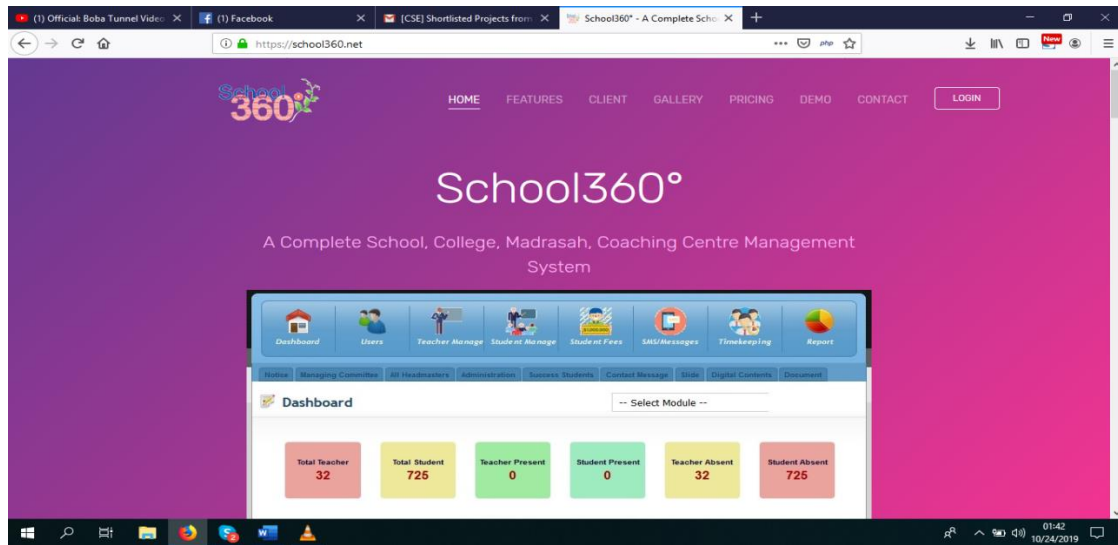 (1) Official: Boba Tunnel Video
(1) Facebook
[CSE] Shortlisted Projects from
School360° - A Complete Scho
https://school360.net
php
New
School
360°
HOME
FEATURES
CLIENT
GALLERY
PRICING
DEMO
CONTACT
LOGIN
School360°
A Complete School, College, Madrasah, Coaching Centre Management
System
Dashboard
Users
Teacher Manage
Student Manage
Student Fees
SMS/Messages
Timekeeping
Report
Notice
Managing Committee
All Headmasters
Administration
Success Students
Contact Message
Slide
Digital Contents
Document
Dashboard
-- Select Module --
Total Teacher
32
Total Student
725
Teacher Present
0
Student Present
0
Teacher Absent
32
Student Absent
725
01:42
10/24/2019